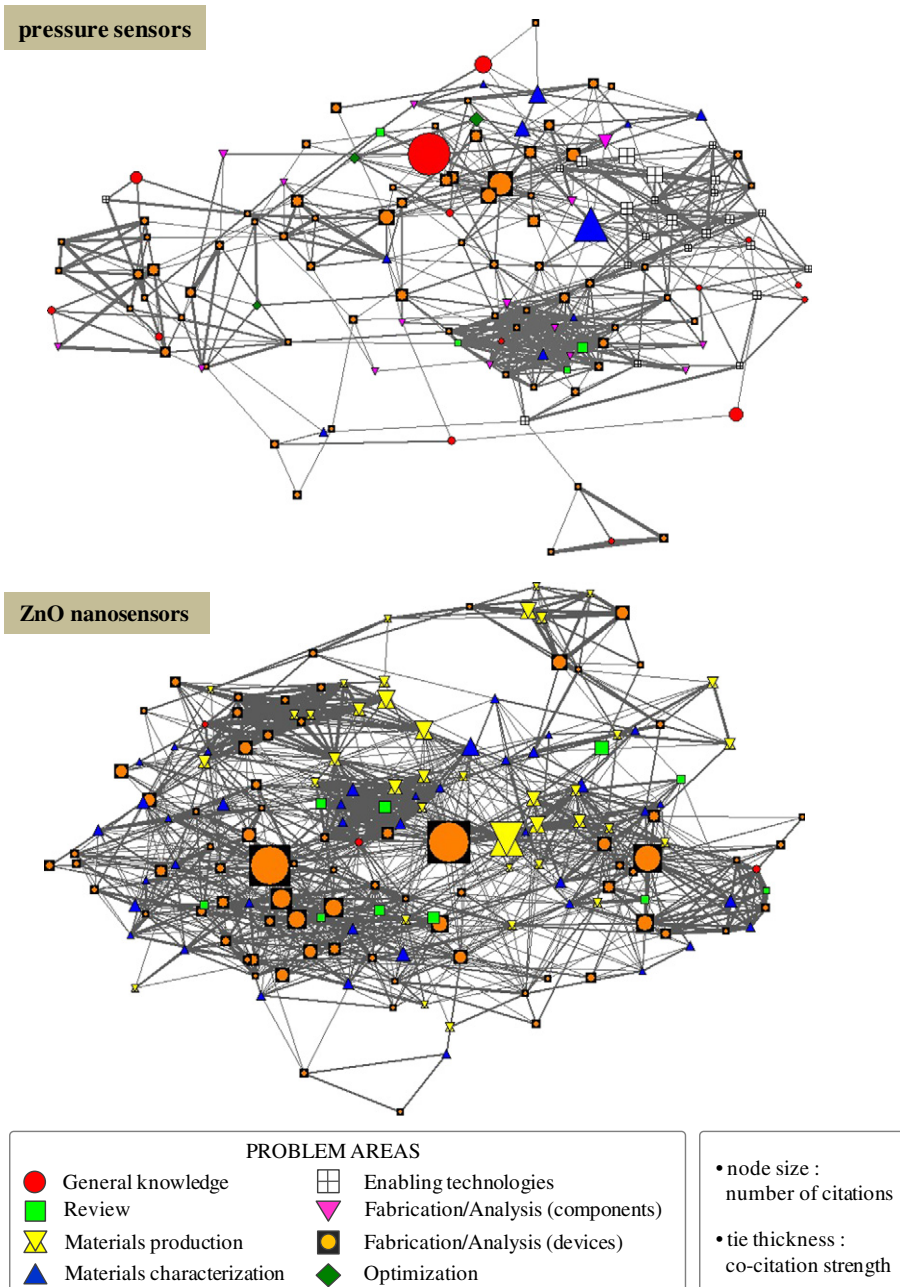 pressure sensors
ZnO nanosensors
PROBLEM AREAS
General knowledge
Review
Materials production
Materials characterization
Enabling technologies
Fabrication/Analysis (components)
Fabrication/Analysis (devices)
Optimization
• node size :
number of citations
• tie thickness :
co-citation strength